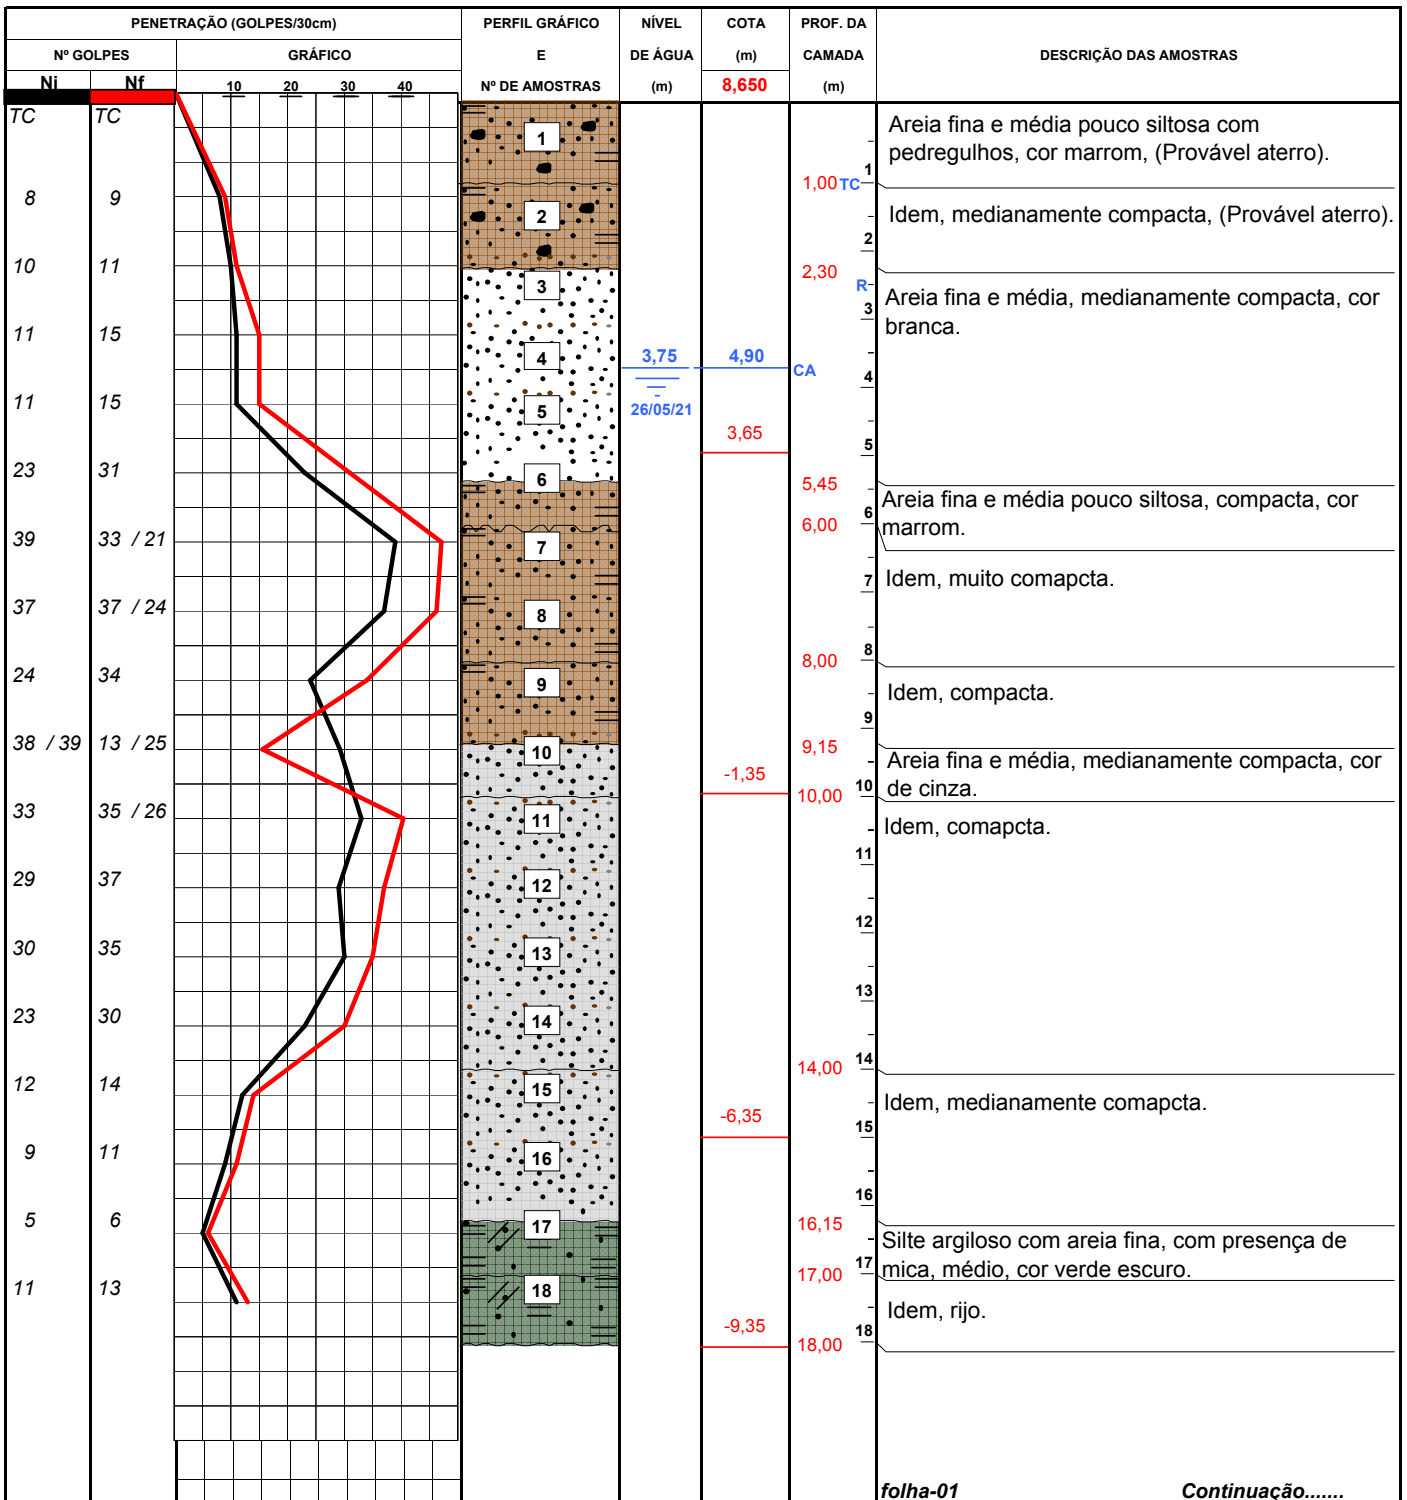 PENETRAÇÃO (GOLPES/30cm) PERFIL GRÁFICO NÍVEL COTA PROF. DA
Nº GOLPES GRÁFICO E DE ÁGUA (m) CAMADA DESCRIÇÃO DAS AMOSTRAS
Ni Nf 10 20 30 40 Nº DE AMOSTRAS (m) 8,650 (m)
TC TC
Areia fina e média pouco siltosa com
1 pedregulhos, cor marrom, (Provável aterro).
1
1,00 TC
8 9
2 Idem, medianamente compacta, (Provável aterro).
2
10 11
2,30
3 R
Areia fina e média, medianamente compacta, cor
3
branca.
11 15
4 3,75 4,90
CA 4
11 15
5 26/05/21
3,65
5
23 31
6 5,45
Areia fina e média pouco siltosa, compacta, cor
6
6,00 marrom.
39 33 / 21
7
7 Idem, muito comapcta.
37 37 / 24
8
8
8,00
24 34
9 Idem, compacta.
9
38 / 39 13 / 25
10 9,15
Areia fina e média, medianamente compacta, cor
-1,35
10 de cinza.
10,00
33 35 / 26
11 Idem, comapcta.
11
29 37
12
12
30 35
13
13
23 30
14
14
14,00
12 14
15 Idem, medianamente comapcta.
-6,35
15
9 11
16
16
5 6
17 16,15
Silte argiloso com areia fina, com presença de
17 mica, médio, cor verde escuro.
17,00
11 13
18
Idem, rijo.
-9,35
18
18,00
folha-01 Continuação.......